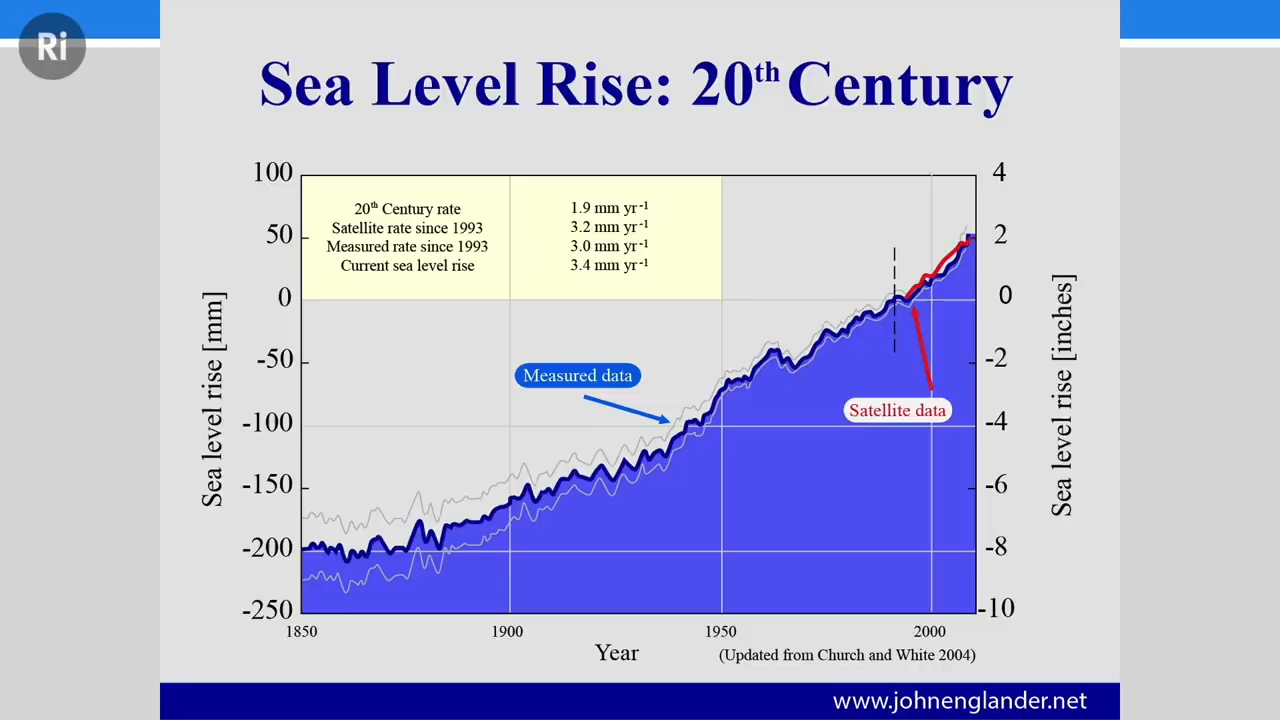 Ri
Sea Level Rise: 20th Century
100
50
0
-50
-100
-150
-200
-250
Sea level rise [mm]
20th Century rate 1.9 mm yr-1
Satellite rate since 1993 3.2 mm yr-1
Measured rate since 1993 3.0 mm yr-1
Current sea level rise 3.4 mm yr-1
Measured data
Satellite data
4
2
0
-2
-4
-6
-8
-10
Sea level rise [inches]
1850 1900 1950 2000
Year
(Updated from Church and White 2004)
www.johnenglander.net